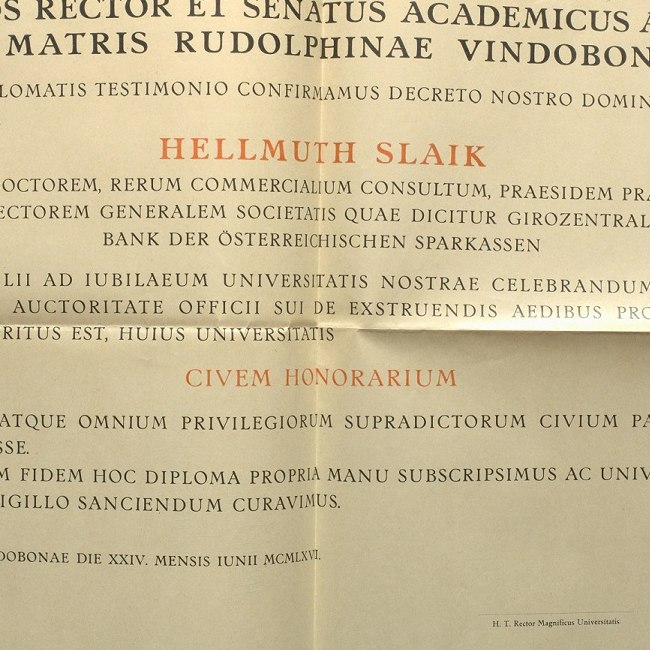 OS RECTOR ET SENATUS ACADEMICUS A
MATRIS RUDOLPHINAE VINDOBON
LOMATIS TESTIMONIO CONFIRMAMUS DECRETO NOSTRO DOMIN
HELLMUTH SLAIK
OCTOREM, RERUM COMMERCIALIUM CONSULTUM, PRAESIDEM PRA
ECTOREM GENERALEM SOCIETATIS QUAE DICITUR GIROZENTRAL
BANK DER ÖSTERREICHISCHEN SPARKASSEN
LII AD IUBILAEUM UNIVERSITATIS NOSTRAE CELEBRANDUM
AUCTORITATE OFFICII SUI DE EXSTRUENDIS AEDIBUS PRO
RITUS EST, HUIUS UNIVERSITATIS
CIVEM HONORARIUM
ATQUE OMNIUM PRIVILEGIORUM SUPRADICTORUM CIVIUM PA
SSE.
M FIDEM HOC DIPLOMA PROPRIA MANU SUBSCRIPSIMUS AC UNIV
IGILLO SANCIENDUM CURAVIMUS.
DOBONAE DIE XXIV. MENSIS IUNII MCMLXVI.
H. T. Rector Magnificus Universitatis